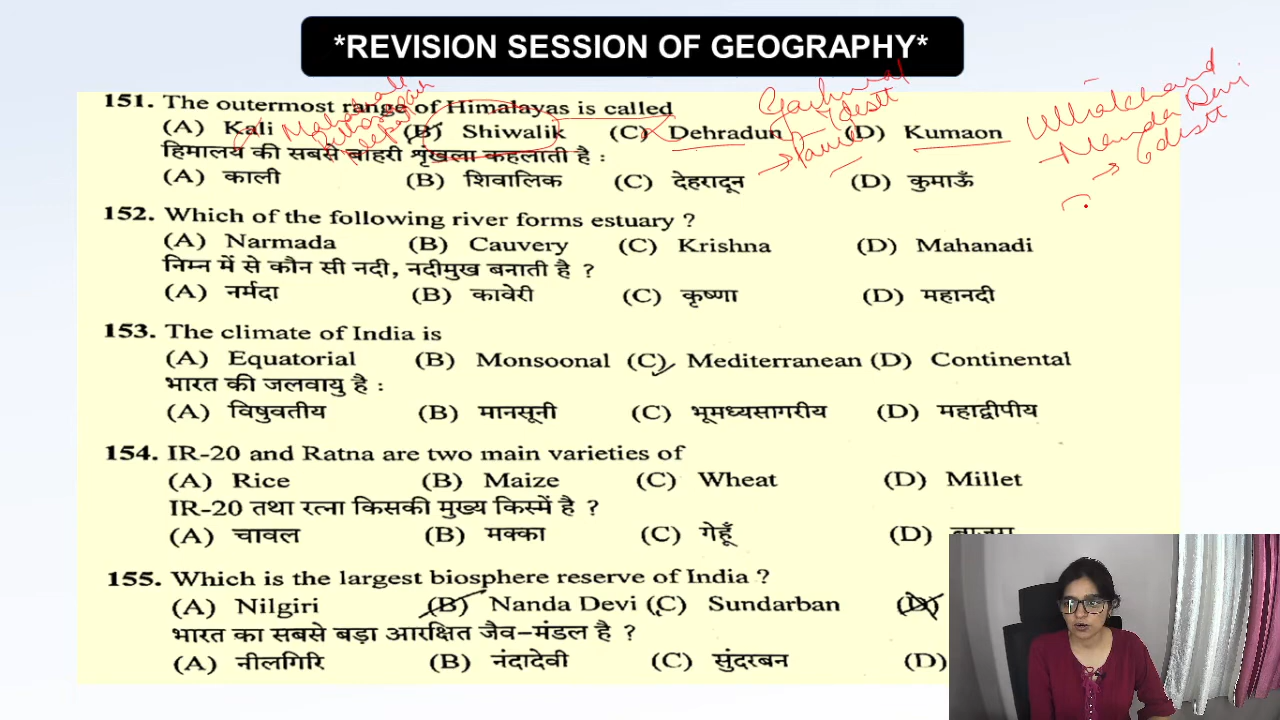 *REVISION SESSION OF GEOGRAPHY*
151. The outermost range of Himalayas is called
(A) Kali (B) Shiwalik (C) Dehradun (D) Kumaon
हिमालय की सबसे बाहरी श्रृंखला कहलाती है :
(A) काली (B) शिवालिक (C) देहरादून (D) कुमाऊँ
Garhwal
7 distt
→ Pauri
Uttarakhand
- Nanda Devi
→ 6 distt
152. Which of the following river forms estuary ?
(A) Narmada (B) Cauvery (C) Krishna (D) Mahanadi
निम्न में से कौन सी नदी, नदीमुख बनाती है ?
(A) नर्मदा (B) कावेरी (C) कृष्णा (D) महानदी
153. The climate of India is
(A) Equatorial (B) Monsoonal (C) Mediterranean (D) Continental
भारत की जलवायु है :
(A) विषुवतीय (B) मानसूनी (C) भूमध्यसागरीय (D) महाद्वीपीय
154. IR-20 and Ratna are two main varieties of
(A) Rice (B) Maize (C) Wheat (D) Millet
IR-20 तथा रत्ना किसकी मुख्य किस्में है ?
(A) चावल (B) मक्का (C) गेहूँ (D)
155. Which is the largest biosphere reserve of India ?
(A) Nilgiri (B) Nanda Devi (C) Sundarban (D)
भारत का सबसे बड़ा आरक्षित जैव-मंडल है ?
(A) नीलगिरि (B) नंदादेवी (C) सुंदरबन (D)